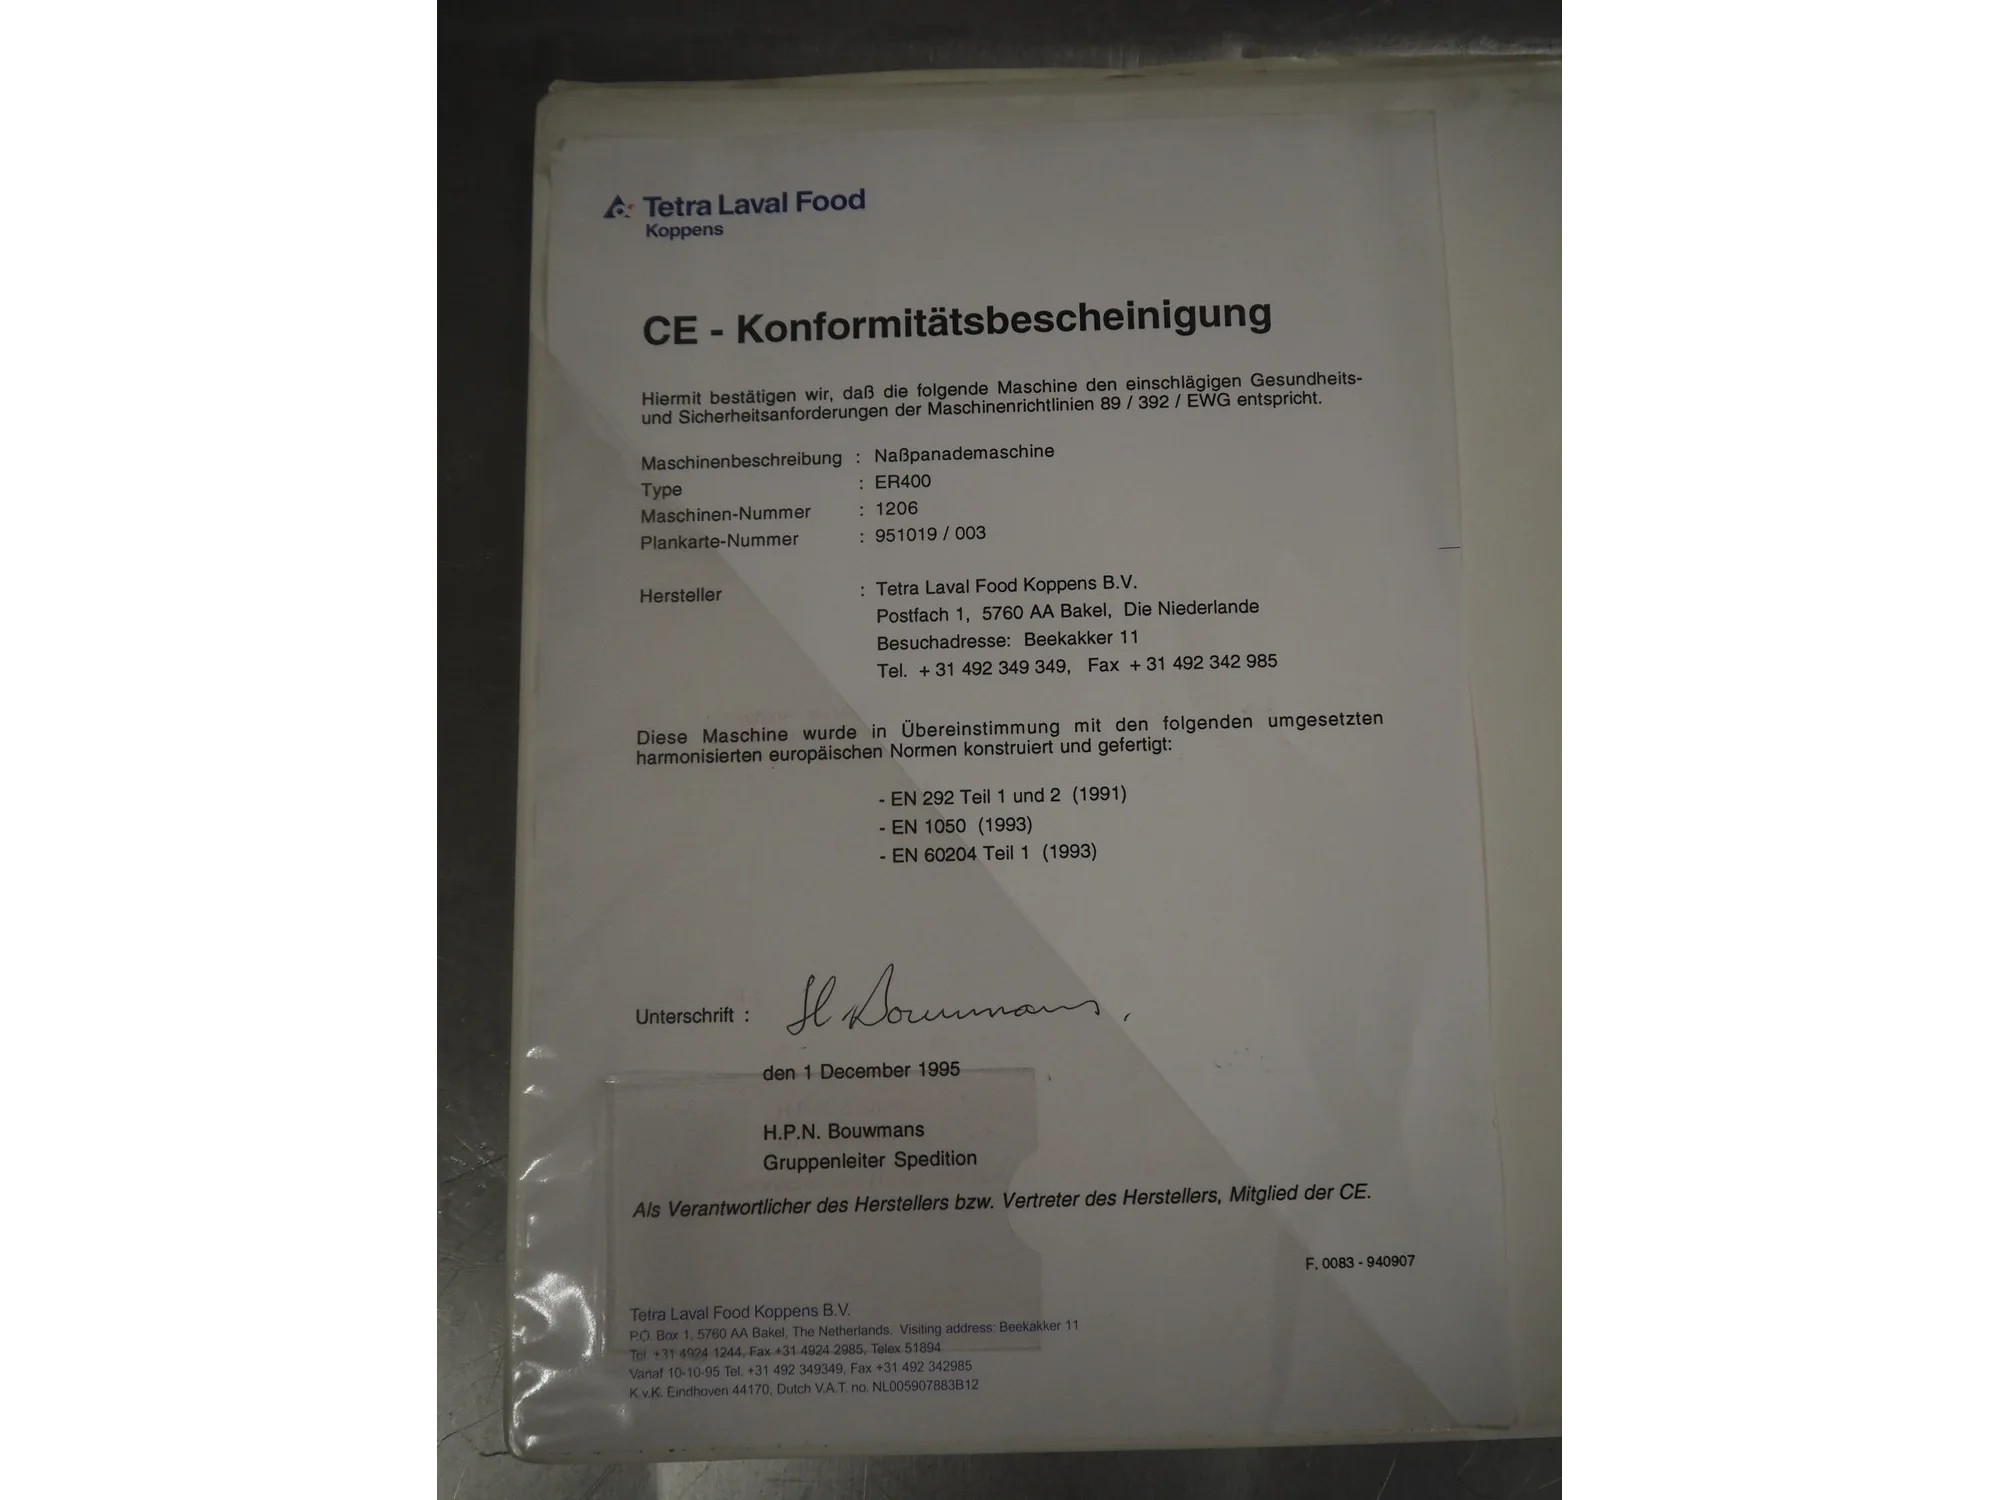 Tetra Laval Food
Koppens
CE - Konformitätsbescheinigung
Hiermit bestätigen wir, daß die folgende Maschine den einschlägigen Gesundheits-
und Sicherheitsanforderungen der Maschinenrichtlinien 89 / 392 / EWG entspricht.
Maschinenbeschreibung : Naßpanademaschine
Type : ER400
Maschinen-Nummer : 1206
Plankarte-Nummer : 951019 / 003
Hersteller : Tetra Laval Food Koppens B.V.
Postfach 1, 5760 AA Bakel, Die Niederlande
Besuchadresse: Beekakker 11
Tel. + 31 492 349 349, Fax + 31 492 342 985
Diese Maschine wurde in Übereinstimmung mit den folgenden umgesetzten
harmonisierten europäischen Normen konstruiert und gefertigt:
- EN 292 Teil 1 und 2 (1991)
- EN 1050 (1993)
- EN 60204 Teil 1 (1993)
Unterschrift : H Bouwmans,
den 1 December 1995
H.P.N. Bouwmans
Gruppenleiter Spedition
Als Verantwortlicher des Herstellers bzw. Vertreter des Herstellers, Mitglied der CE.
F. 0083 - 940907
Tetra Laval Food Koppens B.V.
P.O. Box 1, 5760 AA Bakel, The Netherlands. Visiting address: Beekakker 11
Tel. +31 4924 1244, Fax +31 4924 2985, Telex 51894
Vanaf 10-10-95 Tel. +31 492 349349, Fax +31 492 342985
K.v.K. Eindhoven 44170, Dutch V.A.T. no. NL005907883B12